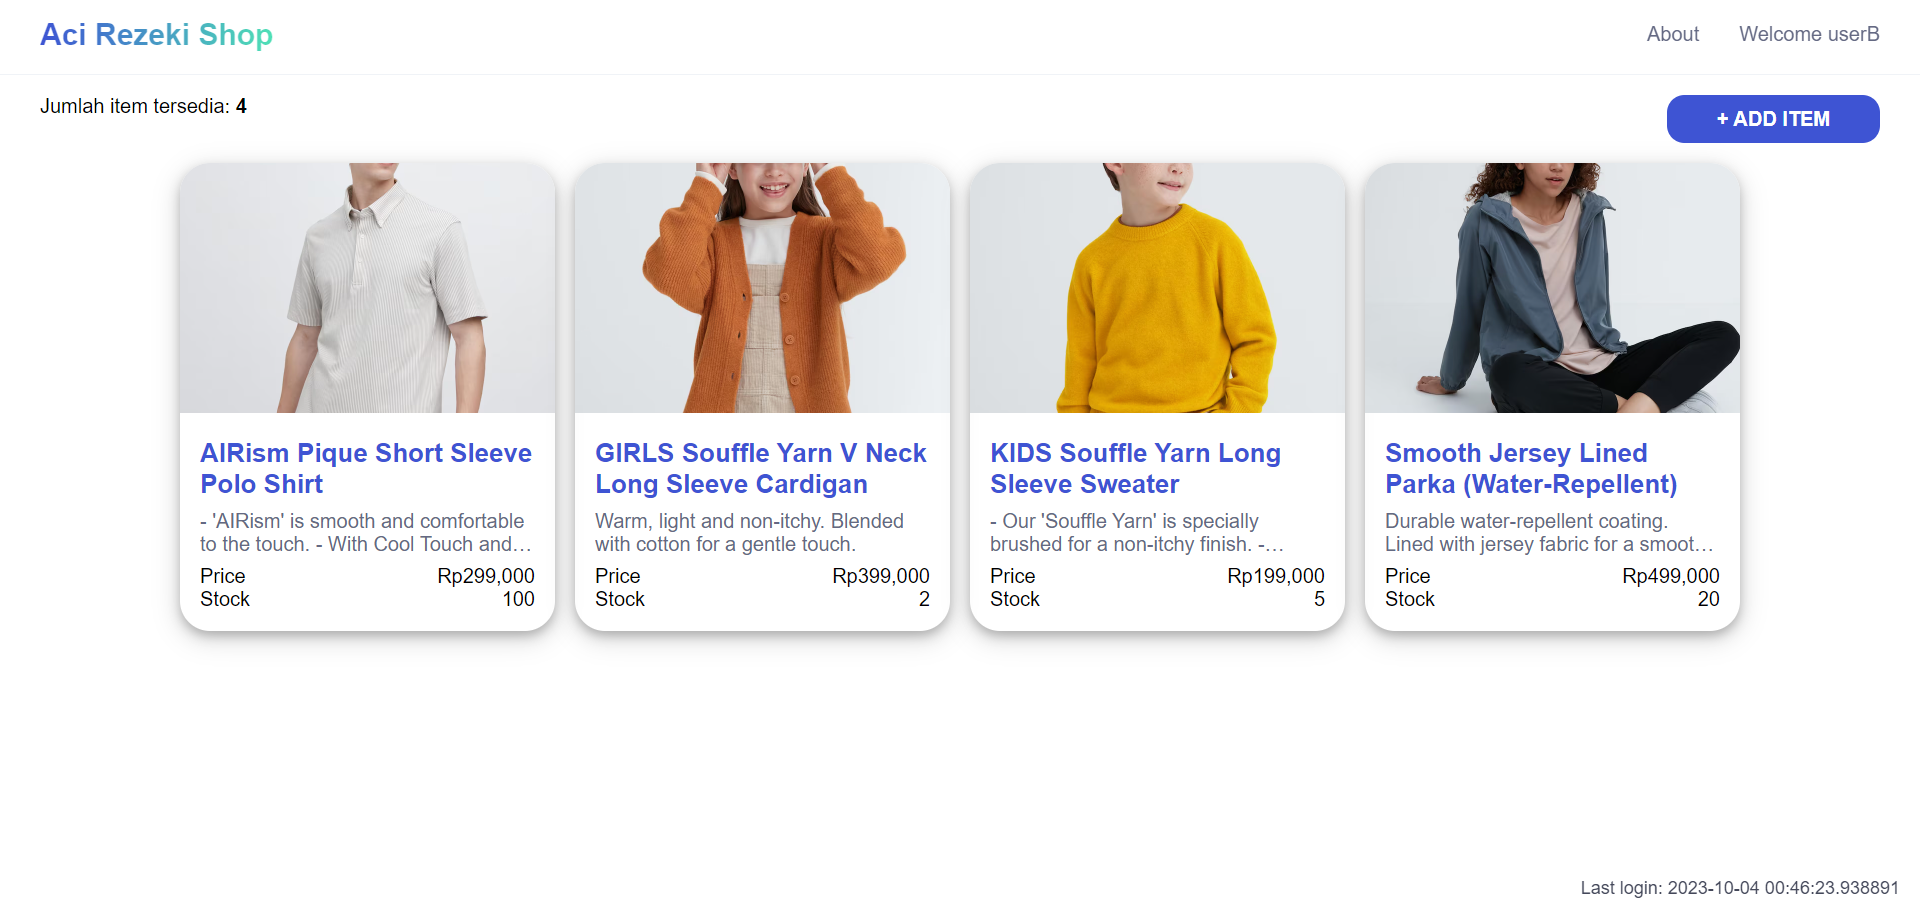 Aci Rezeki Shop
About
Welcome userB
Jumlah item tersedia: 4
+ ADD ITEM
AIRism Pique Short Sleeve
Polo Shirt
- 'AIRism' is smooth and comfortable
to the touch. - With Cool Touch and…
Price Rp299,000
Stock 100
GIRLS Souffle Yarn V Neck
Long Sleeve Cardigan
Warm, light and non-itchy. Blended
with cotton for a gentle touch.
Price Rp399,000
Stock 2
KIDS Souffle Yarn Long
Sleeve Sweater
- Our 'Souffle Yarn' is specially
brushed for a non-itchy finish. -…
Price Rp199,000
Stock 5
Smooth Jersey Lined
Parka (Water-Repellent)
Durable water-repellent coating.
Lined with jersey fabric for a smoot…
Price Rp499,000
Stock 20
Last login: 2023-10-04 00:46:23.938891